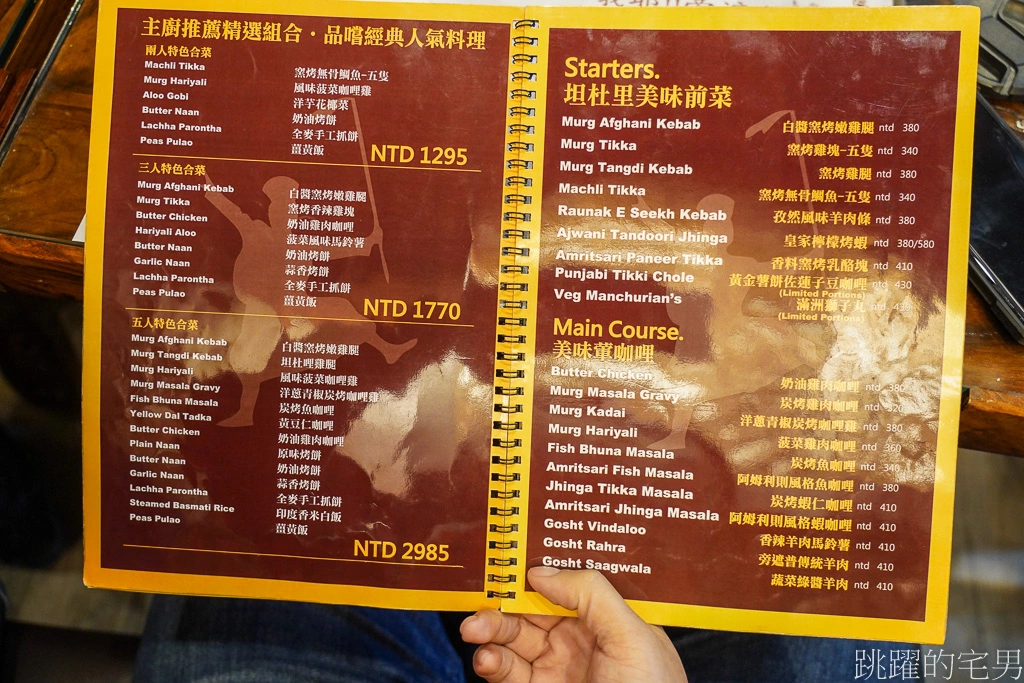 主廚推薦精選組合·品嚐經典人氣料理
兩人特色合菜
Machli Tikka 窯烤無骨鯛魚-五隻
Murg Hariyali 風味菠菜咖哩雞
Aloo Gobi 洋芋花椰菜
Butter Naan 奶油烤餅
Lachha Parontha 全麥手工抓餅
Peas Pulao 薑黃飯
NTD 1295
三人特色合菜
Murg Afghani Kebab 白醬窯烤嫩雞腿
Murg Tikka 窯烤香辣雞塊
Butter Chicken 奶油雞肉咖哩
Hariyali Aloo 菠菜風味馬鈴薯
Butter Naan 奶油烤餅
Garlic Naan 蒜香烤餅
Lachha Parontha 全麥手工抓餅
Peas Pulao 薑黃飯
NTD 1770
五人特色合菜
Murg Afghani Kebab 白醬窯烤嫩雞腿
Murg Tangdi Kebab 坦杜哩雞腿
Murg Hariyali 風味菠菜咖哩雞
Murg Masala Gravy 洋蔥青椒炭烤咖哩雞
Fish Bhuna Masala 炭烤魚咖哩
Yellow Dal Tadka 黃豆仁咖哩
Butter Chicken 奶油雞肉咖哩
Plain Naan 原味烤餅
Butter Naan 奶油烤餅
Garlic Naan 蒜香烤餅
Lachha Parontha 全麥手工抓餅
Steamed Basmati Rice 印度香米白飯
Peas Pulao 薑黃飯
NTD 2985
Starters.
坦杜里美味前菜
Murg Afghani Kebab 白醬窯烤嫩雞腿 ntd 380
Murg Tikka 窯烤雞塊-五隻 ntd 340
Murg Tangdi Kebab 窯烤雞腿 ntd 380
Machli Tikka 窯烤無骨鯛魚-五隻 ntd 340
Raunak E Seekh Kebab 孜然風味羊肉條 ntd 380
Ajwani Tandoori Jhinga 皇家檸檬烤蝦 ntd 380/580
Amritsari Paneer Tikka 香料窯烤乳酪塊 ntd 410
Punjabi Tikki Chole 黃金薯餅佐蓮子豆咖哩 ntd 430
(Limited Portions)
Veg Manchurian's 滿洲獅子丸 ntd 430
(Limited Portions)
Main Course.
美味葷咖哩
Butter Chicken 奶油雞肉咖哩 ntd 380
Murg Masala Gravy 炭烤雞肉咖哩 ntd 320
Murg Kadai 洋蔥青椒炭烤咖哩雞 ntd 380
Murg Hariyali 菠菜雞肉咖哩 ntd 360
Fish Bhuna Masala 炭烤魚咖哩 ntd 340
Amritsari Fish Masala 阿姆利則風格魚咖哩 ntd 380
Jhinga Tikka Masala 炭烤蝦仁咖哩 ntd 410
Amritsari Jhinga Masala 阿姆利則風格蝦咖哩 ntd 410
Gosht Vindaloo 香辣羊肉馬鈴薯 ntd 410
Gosht Rahra 旁遮普傳統羊肉 ntd 410
Gosht Saagwala 蔬菜綠醬羊肉 ntd 410
跳躍的宅男